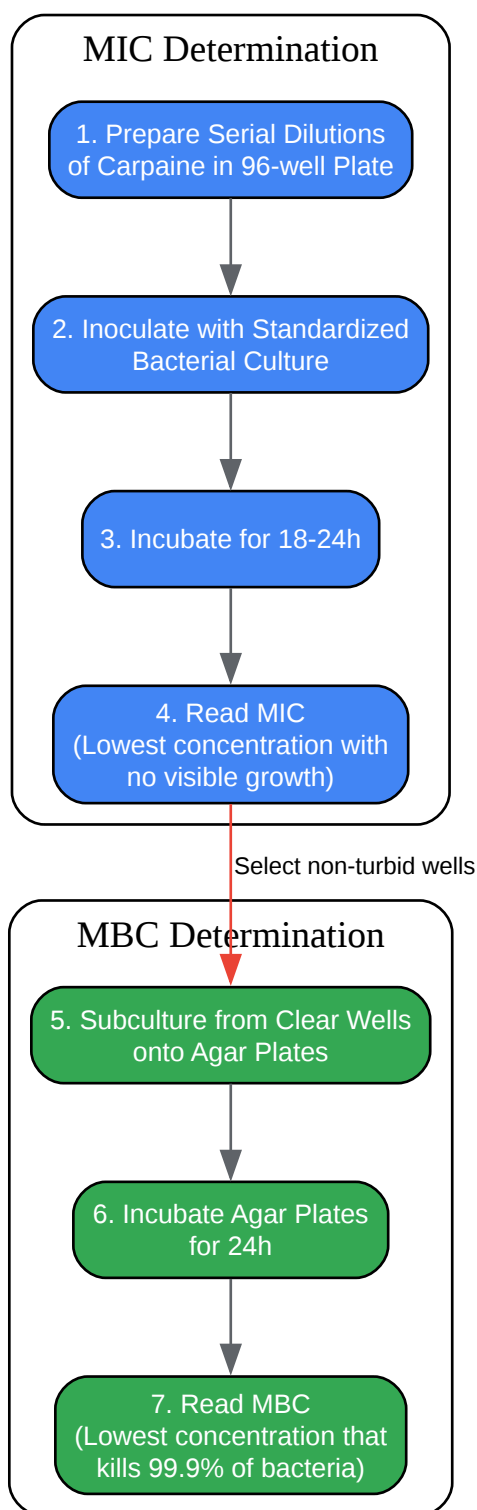 MIC Determination
1. Prepare Serial Dilutions
of Carpaine in 96-well Plate
2. Inoculate with Standardized
Bacterial Culture
3. Incubate for 18-24h
4. Read MIC
(Lowest concentration with
no visible growth)
Select non-turbid wells
MBC Determination
5. Subculture from Clear Wells
onto Agar Plates
6. Incubate Agar Plates
for 24h
7. Read MBC
(Lowest concentration that
kills 99.9% of bacteria)